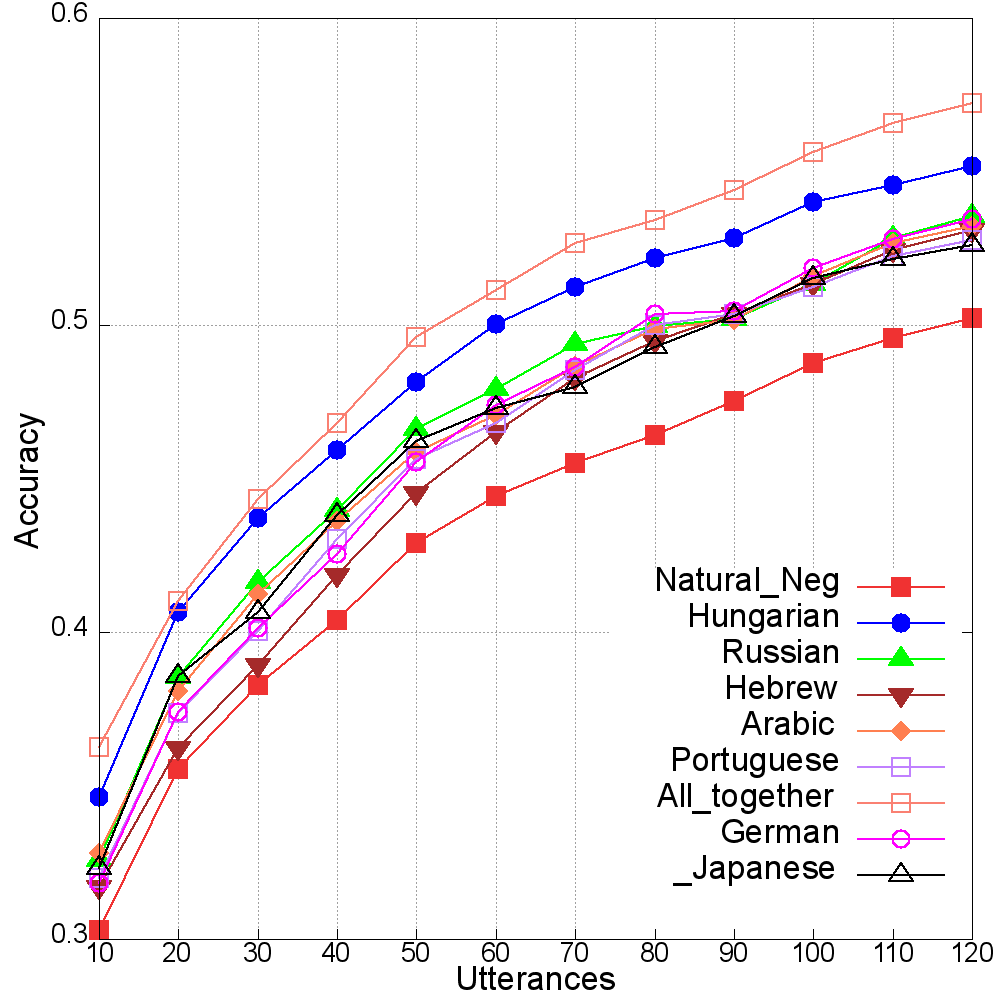 0.6
0.5
0.4
0.3
Accuracy
Natural_Neg
Hungarian
Russian
Hebrew
Arabic
Portuguese
All_together
German
_Japanese
10 20 30 40 50 60 70 80 90 100 110 120
Utterances